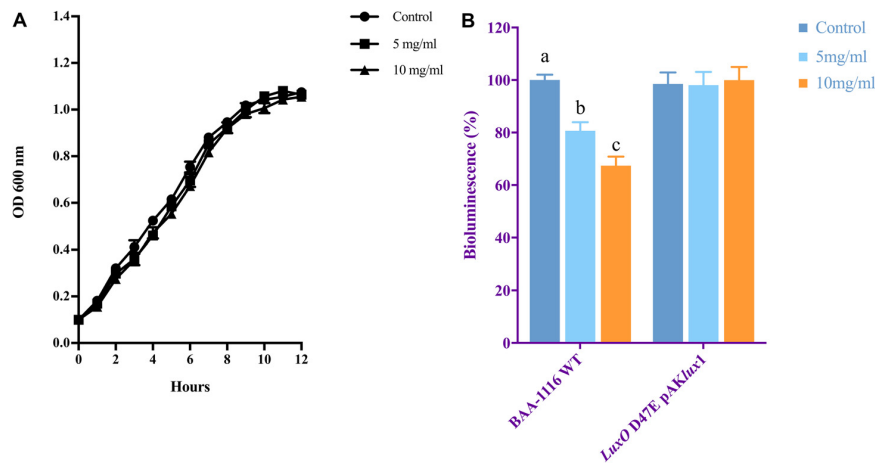 A
Control
5 mg/ml
10 mg/ml
1.4
1.2
1.0
0.8
0.6
0.4
0.2
0.0
OD 600 nm
0 2 4 6 8 10 12
Hours
B
Control
5mg/ml
10mg/ml
120
100
80
60
40
20
0
Bioluminescence (%)
a
b
c
BAA-1116 WT
LuxO D47E pAKlux1